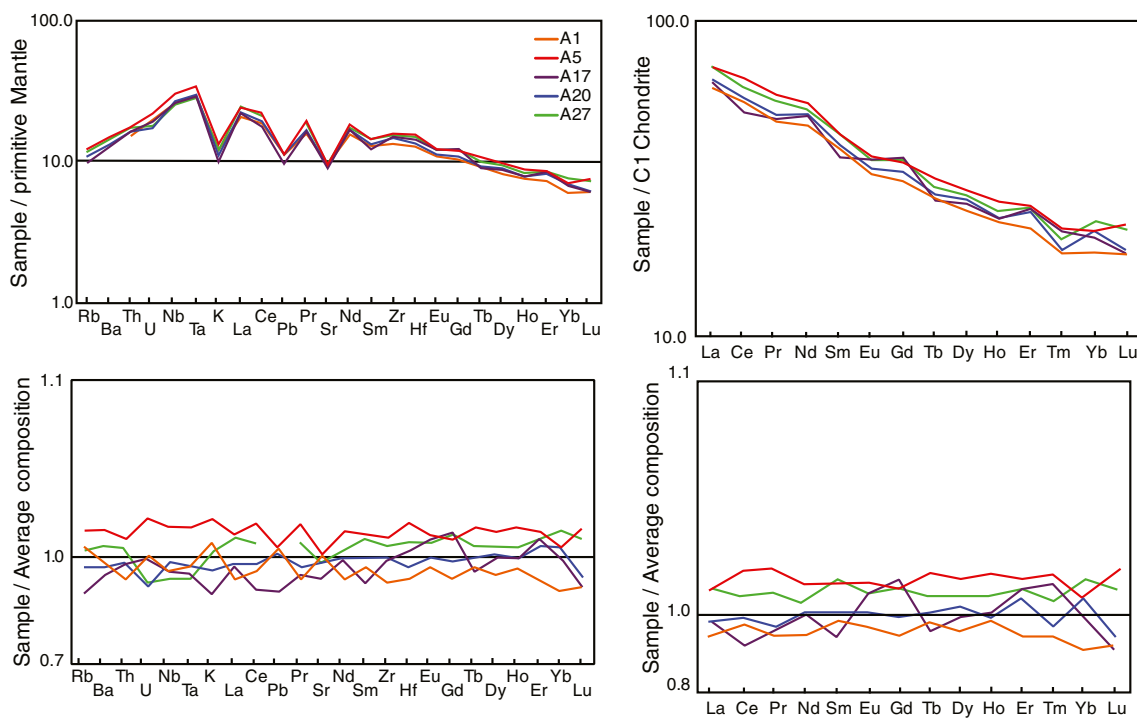 100.0
10.0
1.0
Sample / primitive Mantle
A1
A5
A17
A20
A27
Rb Th Nb K Ce Pr Nd Zr Eu Tb Ho Yb
Ba U Ta La Pb Sr Sm Hf Gd Dy Er Lu
100.0
10.0
Sample / C1 Chondrite
La Ce Pr Nd Sm Eu Gd Tb Dy Ho Er Tm Yb Lu
1.1
1.0
0.7
Sample / Average composition
Rb Th Nb K Ce Pr Nd Zr Eu Tb Ho Yb
Ba U Ta La Pb Sr Sm Hf Gd Dy Er Lu
1.1
1.0
0.8
Sample / Average composition
La Ce Pr Nd Sm Eu Gd Tb Dy Ho Er Tm Yb Lu